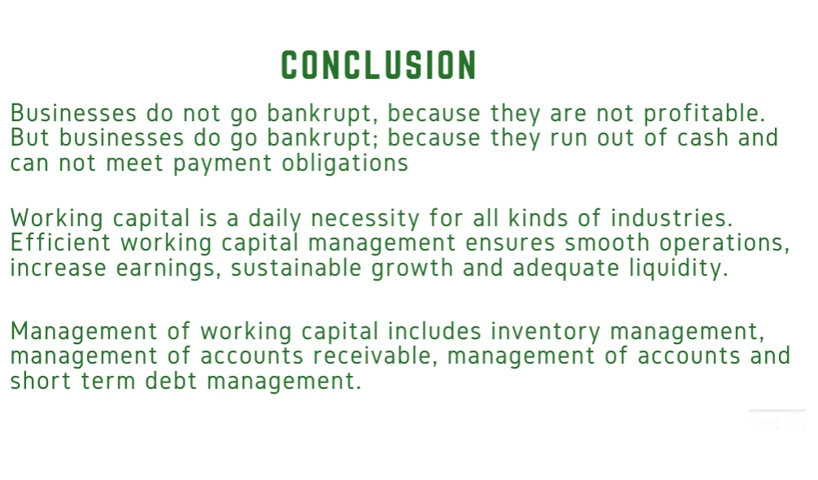 CONCLUSION
Businesses do not go bankrupt, because they are not profitable.
But businesses do go bankrupt; because they run out of cash and
can not meet payment obligations
Working capital is a daily necessity for all kinds of industries.
Efficient working capital management ensures smooth operations,
increase earnings, sustainable growth and adequate liquidity.
Management of working capital includes inventory management,
management of accounts receivable, management of accounts and
short term debt management.